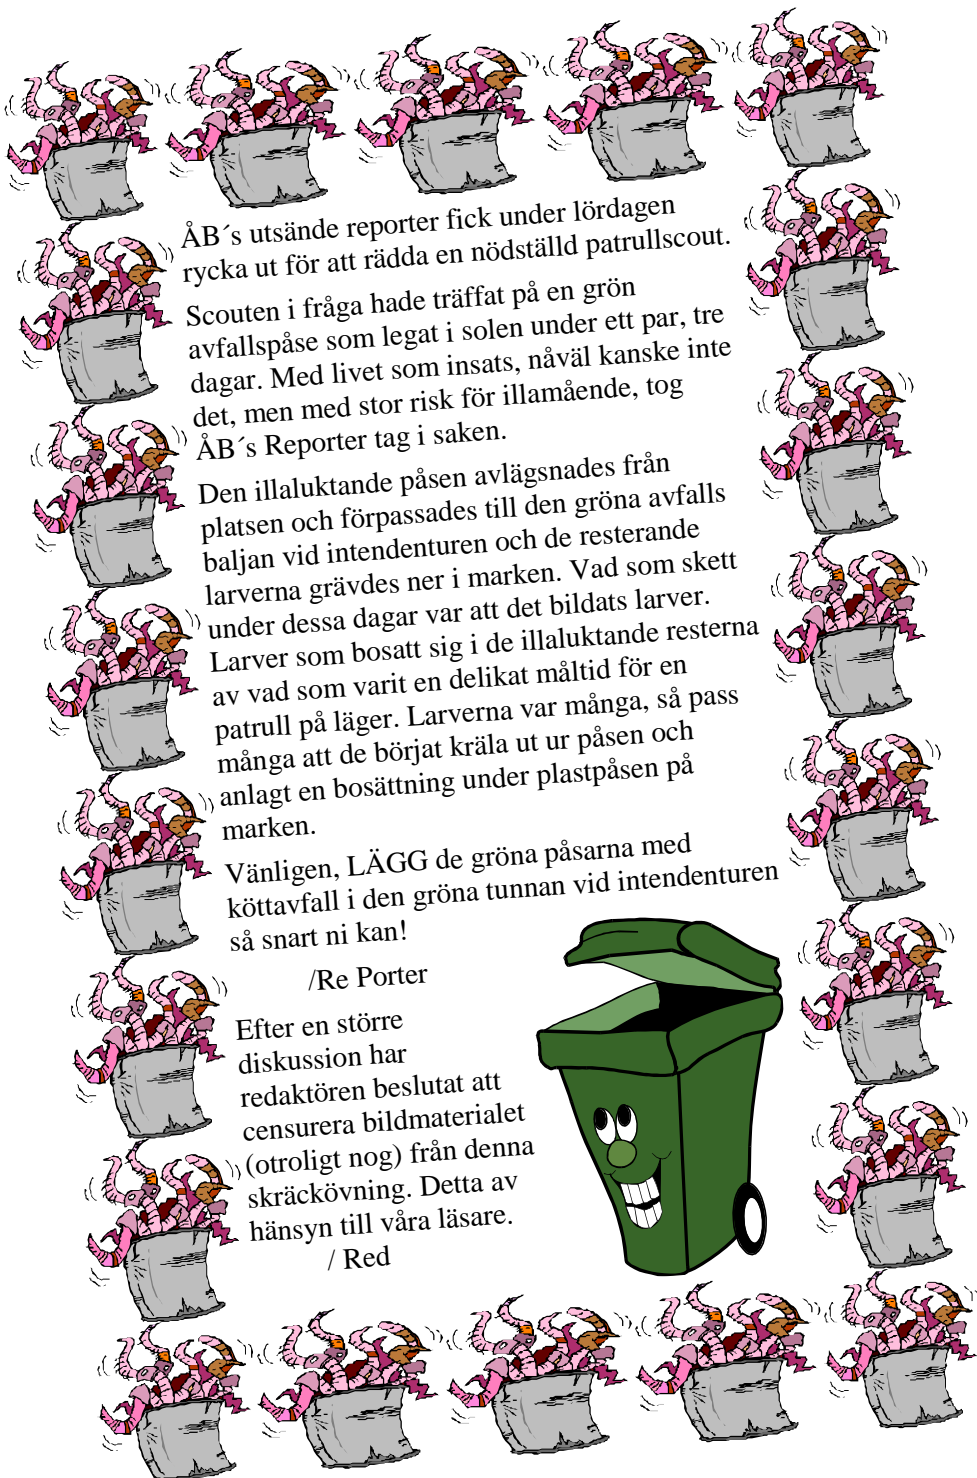 ÅB´s utsände reporter fick under lördagen
rycka ut för att rädda en nödställd patrullscout.
Scouten i fråga hade träffat på en grön
avfallspåse som legat i solen under ett par, tre
dagar. Med livet som insats, nåväl kanske inte
det, men med stor risk för illamående, tog
ÅB´s Reporter tag i saken.
Den illaluktande påsen avlägsnades från
platsen och förpassades till den gröna avfalls
baljan vid intendenturen och de resterande
larverna grävdes ner i marken. Vad som skett
under dessa dagar var att det bildats larver.
Larver som bosatt sig i de illaluktande resterna
av vad som varit en delikat måltid för en
patrull på läger. Larverna var många, så pass
många att de börjat kräla ut ur påsen och
anlagt en bosättning under plastpåsen på
marken.
Vänligen, LÄGG de gröna påsarna med
köttavfall i den gröna tunnan vid intendenturen
så snart ni kan!
/Re Porter
Efter en större
diskussion har
redaktören beslutat att
censurera bildmaterialet
(otroligt nog) från denna
skräckövning. Detta av
hänsyn till våra läsare.
/ Red